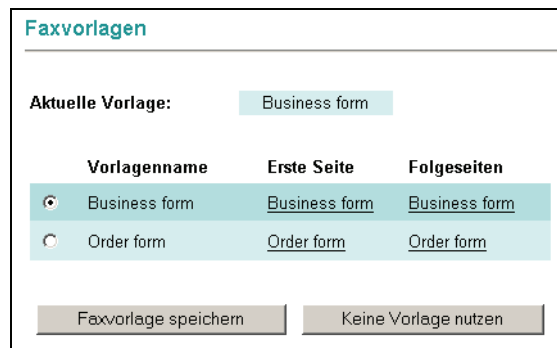 Faxvorlagen
Aktuelle Vorlage: Business form
Vorlagenname Erste Seite Folgeseiten
Business form Business form Business form
Order form Order form Order form
Faxvorlage speichern Keine Vorlage nutzen